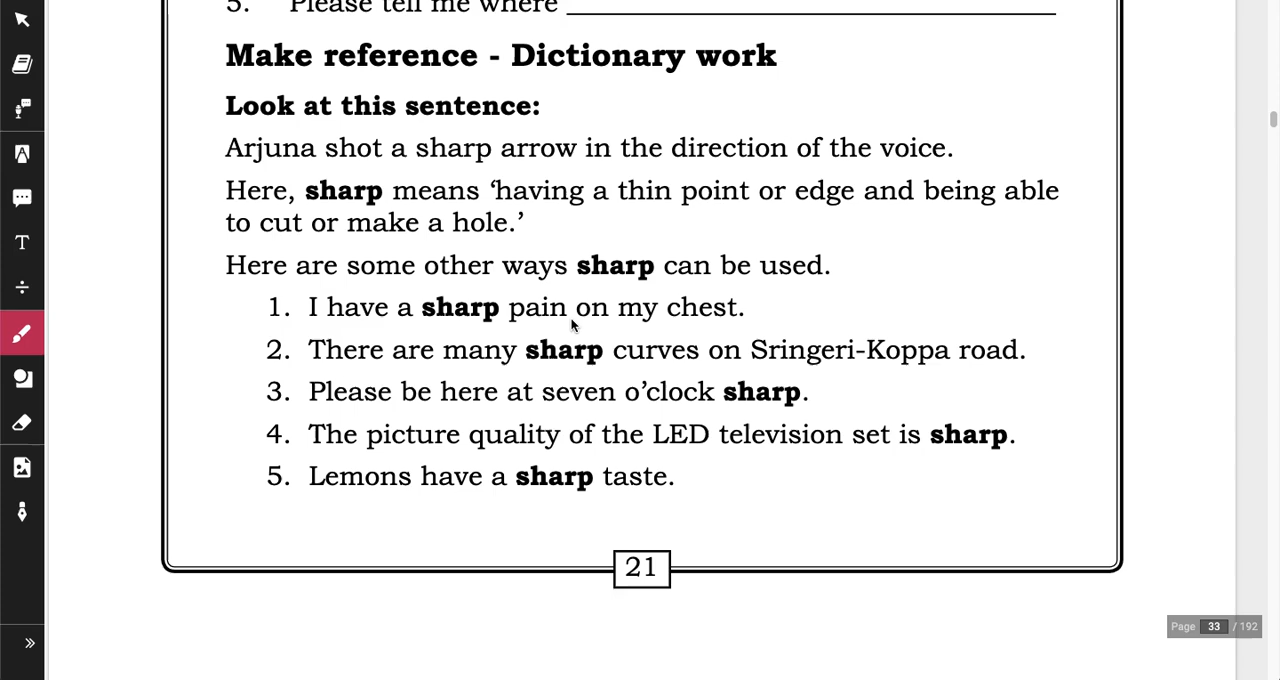 5. Please tell me where
Make reference - Dictionary work
Look at this sentence:
Arjuna shot a sharp arrow in the direction of the voice.
Here, sharp means ‘having a thin point or edge and being able
to cut or make a hole.’
Here are some other ways sharp can be used.
1. I have a sharp pain on my chest.
2. There are many sharp curves on Sringeri-Koppa road.
3. Please be here at seven o’clock sharp.
4. The picture quality of the LED television set is sharp.
5. Lemons have a sharp taste.
21
Page 33 / 192